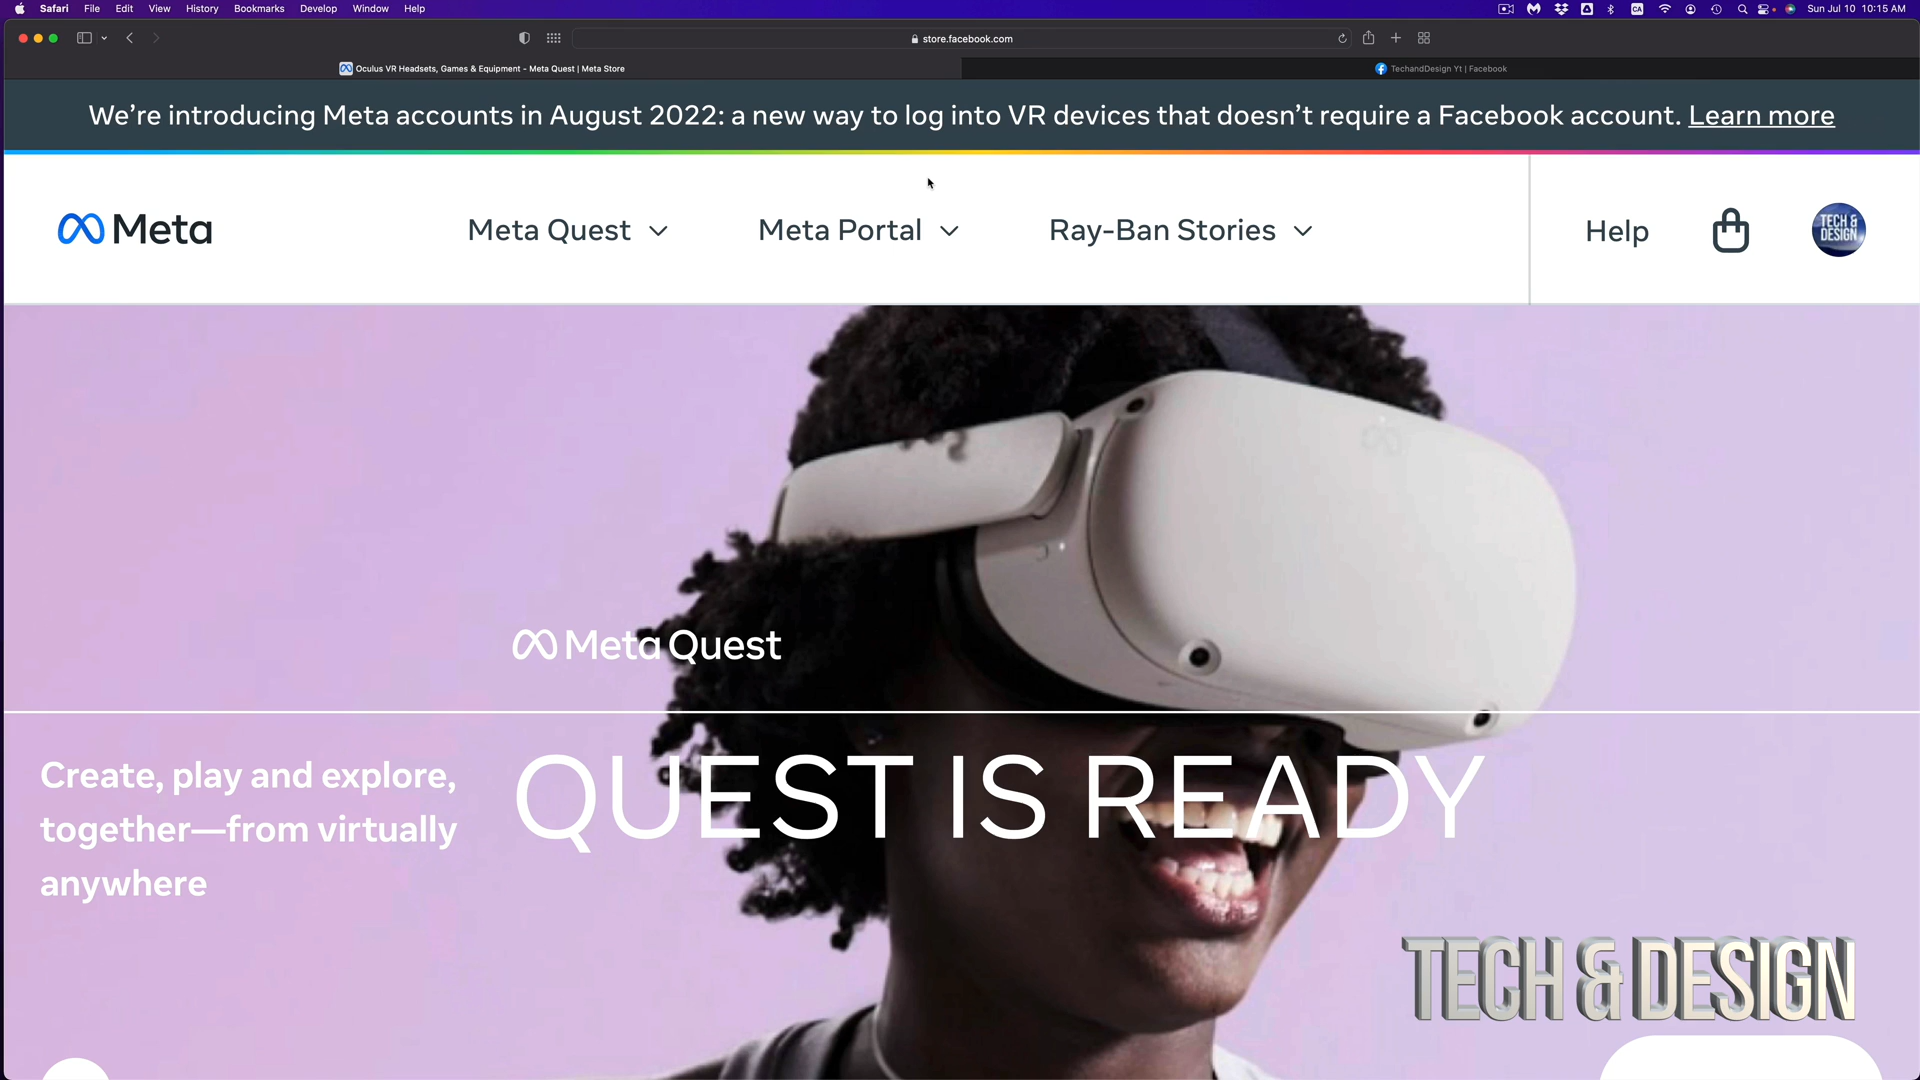 Safari File Edit View History Bookmarks Develop Window Help
Sun Jul 10 10:15 AM
store.facebook.com
Oculus VR Headsets, Games & Equipment - Meta Quest | Meta Store
TechandDesign Yt | Facebook
We’re introducing Meta accounts in August 2022: a new way to log into VR devices that doesn’t require a Facebook account. Learn more
Meta
Meta Quest
Meta Portal
Ray-Ban Stories
Help
TECH &
DESIGN
Meta Quest
QUEST IS READY
Create, play and explore,
together—from virtually
anywhere
TECH & DESIGN